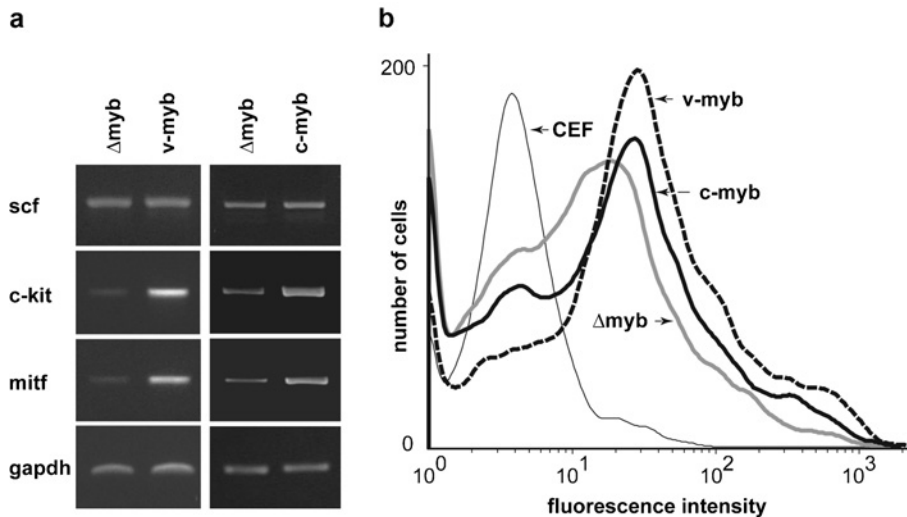 a
Δmyb
v-myb
Δmyb
c-myb
scf
c-kit
mitf
gapdh
b
200
number of cells
CEF
v-myb
c-myb
Δmyb
0
10⁰ 10¹ 10² 10³
fluorescence intensity